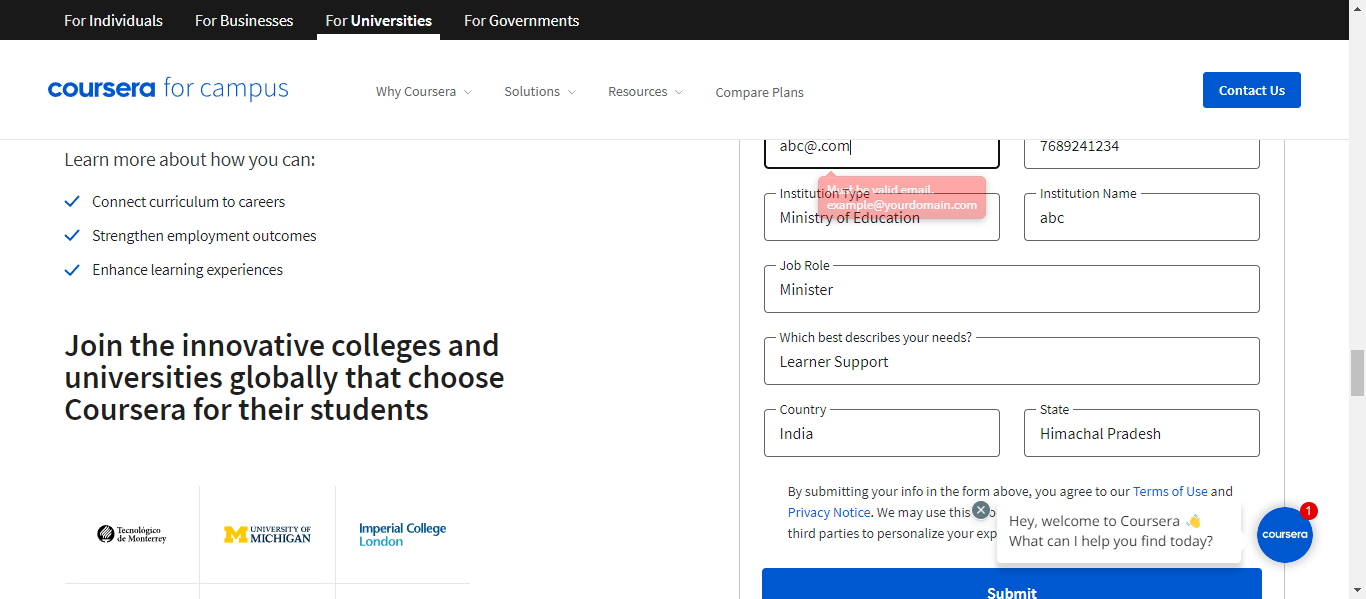 For Individuals
For Businesses
For Universities
For Governments
coursera for campus
Why Coursera
Solutions
Resources
Compare Plans
Contact Us
Learn more about how you can:
Connect curriculum to careers
Strengthen employment outcomes
Enhance learning experiences
Join the innovative colleges and
universities globally that choose
Coursera for their students
Tecnológico
de Monterrey
UNIVERSITY OF
MICHIGAN
Imperial College
London
abc@.com
7689241234
Must be valid email.
example@yourdomain.com
Institution Type
Ministry of Education
Institution Name
abc
Job Role
Minister
Which best describes your needs?
Learner Support
Country
India
State
Himachal Pradesh
By submitting your info in the form above, you agree to our Terms of Use and
Privacy Notice. We may use this
third parties to personalize your exp
Hey, welcome to Coursera 👋
What can I help you find today?
coursera
1
Submit